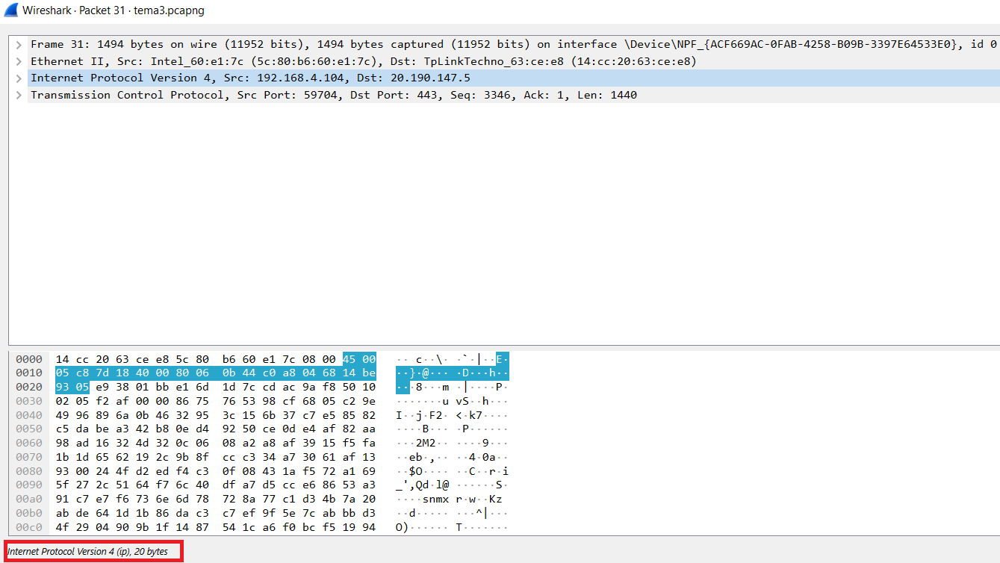 Wireshark · Packet 31 · tema3.pcapng
Frame 31: 1494 bytes on wire (11952 bits), 1494 bytes captured (11952 bits) on interface \Device\NPF_{ACF669AC-0FAB-4258-B09B-3397E64533E0}, id 0
Ethernet II, Src: Intel_60:e1:7c (5c:80:b6:60:e1:7c), Dst: TpLinkTechno_63:ce:e8 (14:cc:20:63:ce:e8)
Internet Protocol Version 4, Src: 192.168.4.104, Dst: 20.190.147.5
Transmission Control Protocol, Src Port: 59704, Dst Port: 443, Seq: 3346, Ack: 1, Len: 1440
0000 14 cc 20 63 ce e8 5c 80 b6 60 e1 7c 08 00 45 00 ·· c··\· ·`·|··E·
0010 05 c8 7d 18 40 00 80 06 0b 44 c0 a8 04 68 14 be ··}·@··· ·D···h··
0020 93 05 e9 38 01 bb e1 6d 1d 7c cd ac 9a f8 50 10 ···8···m ·|····P·
0030 02 05 f2 af 00 00 86 75 76 53 98 cf 68 05 c2 9e ·······u vS··h···
0040 49 96 89 6a 0b 46 32 95 3c 15 6b 37 c7 e5 85 82 I··j·F2· <·k7····
0050 c5 da be a3 42 b8 0e d4 92 50 ce 0d e4 af 82 aa ····B··· ·P······
0060 98 ad 16 32 4d 32 0c 06 08 a2 a8 af 39 15 f5 fa ···2M2·· ····9···
0070 1b 1d 65 62 19 2c 9b 8f cc c3 34 a7 30 61 af 13 ··eb·,·· ··4·0a··
0080 93 00 24 4f d2 ed f4 c3 0f 08 43 1a f5 72 a1 69 ··$O···· ··C··r·i
0090 5f 27 2c 51 64 f7 6c 40 df a7 d5 cc e6 86 53 a3 _',Qd·l@ ······S·
00a0 91 c7 e7 f6 73 6e 6d 78 72 8a 77 c1 d3 4b 7a 20 ····snmx r·w··Kz
00b0 ab de 64 1d 1b 86 da c3 c7 ef 9f 5e 7c ab bb d3 ··d····· ···^|···
00c0 4f 29 04 90 9b 1f 14 87 54 1c a6 f0 bc f5 19 94 O)······ T·······
Internet Protocol Version 4 (ip), 20 bytes